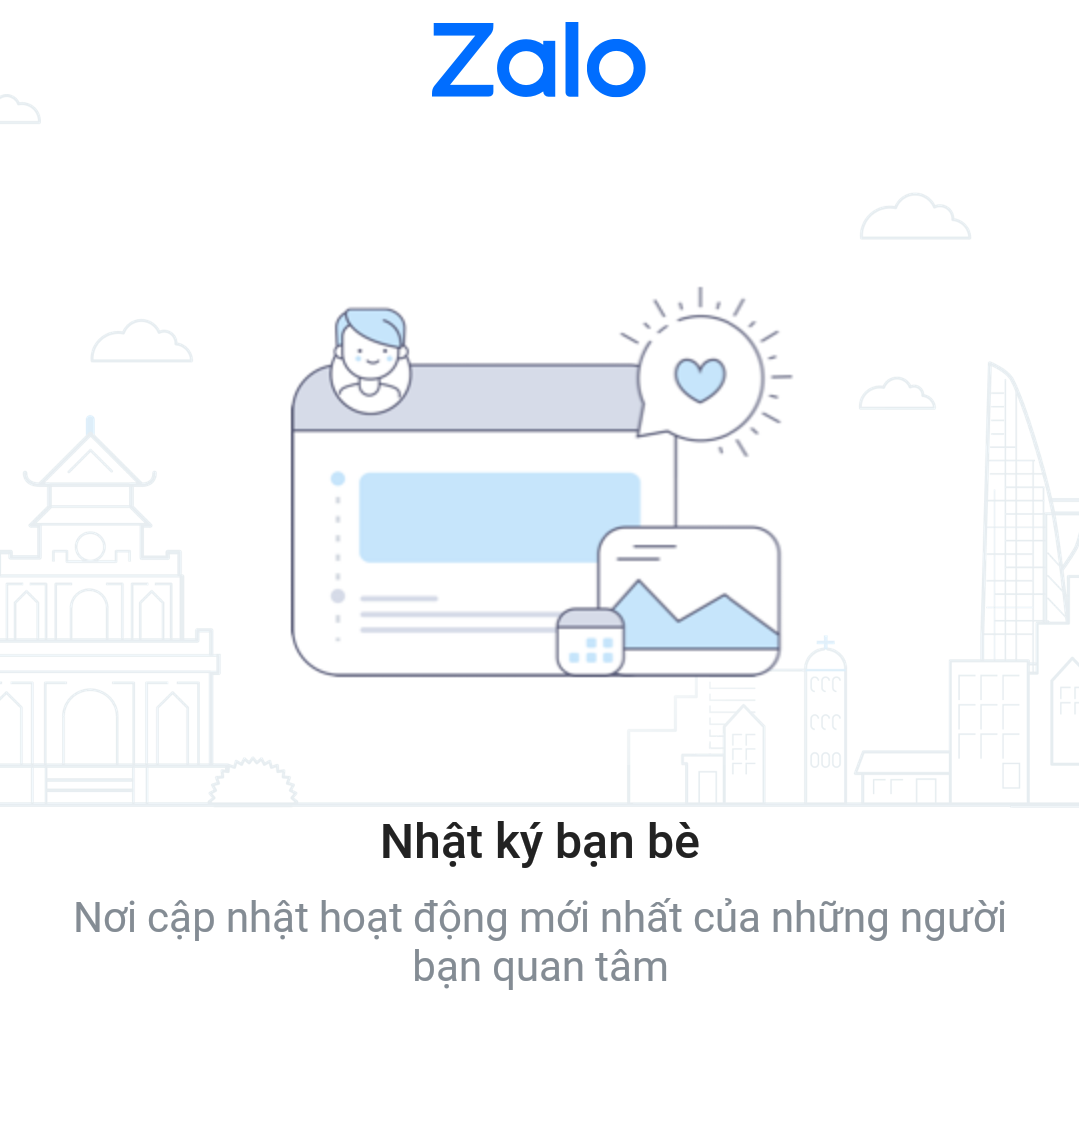 Zalo
Nhật ký bạn bè
Nơi cập nhật hoạt động mới nhất của những người
bạn quan tâm